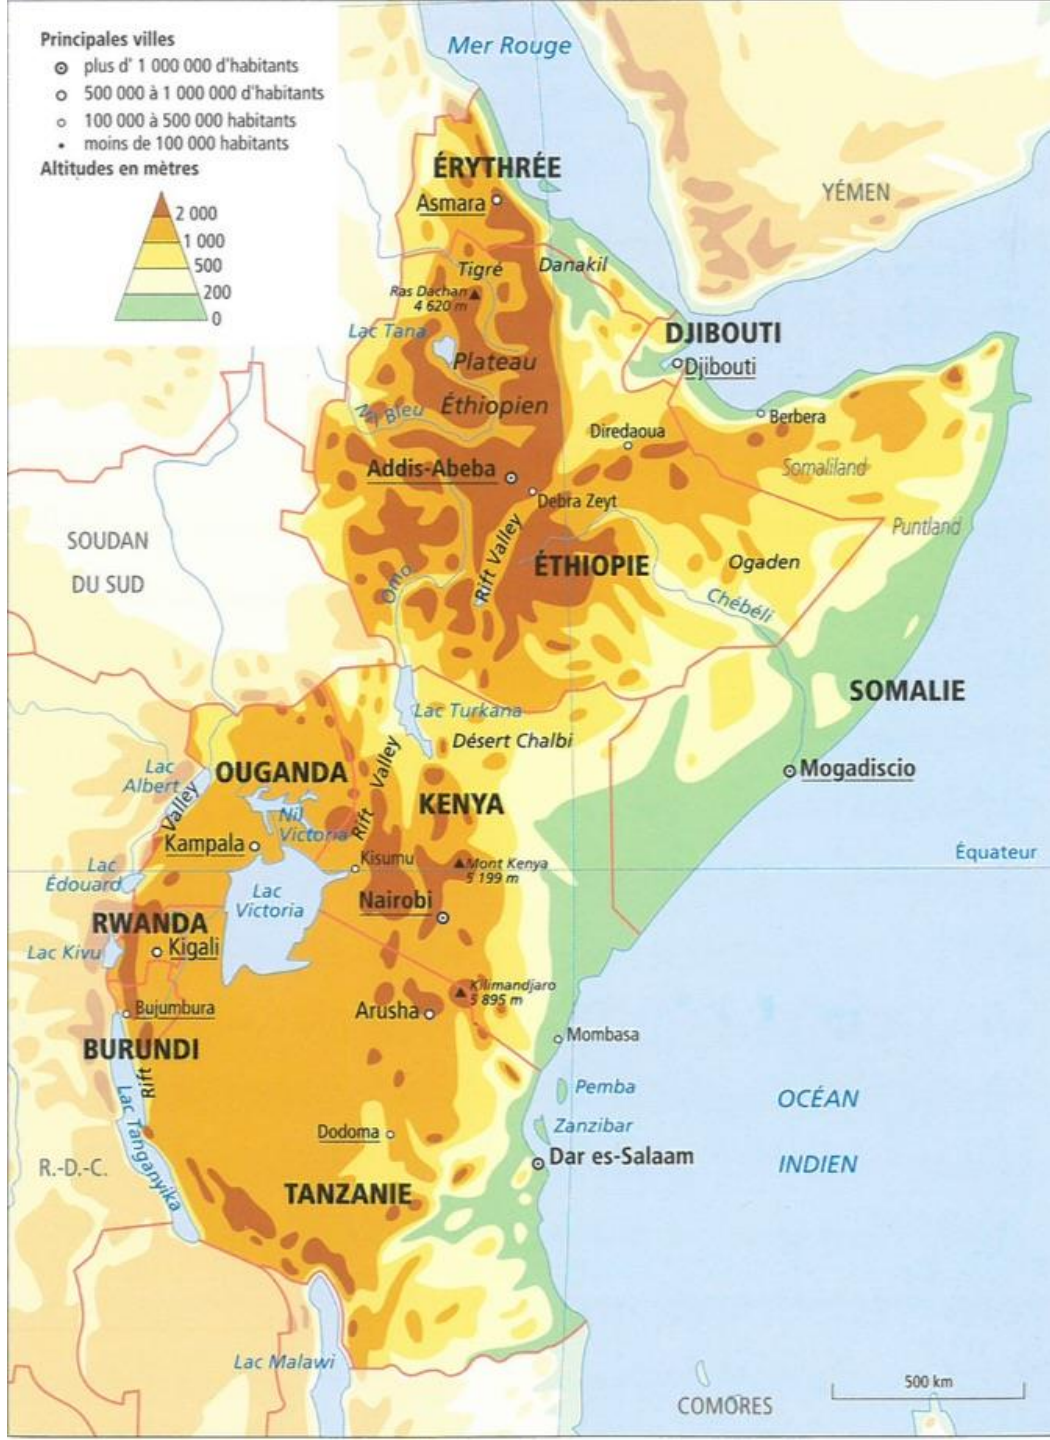 Principales villes
plus d' 1 000 000 d'habitants
500 000 à 1 000 000 d'habitants
100 000 à 500 000 habitants
moins de 100 000 habitants
Altitudes en mètres
2 000
1 000
500
200
0
Mer Rouge
YÉMEN
ÉRYTHRÉE
Asmara
Tigré
Danakil
Ras Dachan
4 620 m
Lac Tana
Plateau
Éthiopien
Nil Bleu
DJIBOUTI
Djibouti
Berbera
Diredaoua
Somaliland
Addis-Abeba
Debra Zeyt
Puntland
SOUDAN
DU SUD
Rift Valley
ÉTHIOPIE
Ogaden
Omo
Chébéli
SOMALIE
Lac Turkana
Désert Chalbi
Mogadiscio
Lac
Albert
OUGANDA
Valley
Rift Valley
KENYA
Nil
Victoria
Kampala
Kisumu
Mont Kenya
5 199 m
Équateur
Lac
Édouard
Lac
Victoria
Nairobi
RWANDA
Kigali
Lac Kivu
Kilimandjaro
5 895 m
Bujumbura
Arusha
BURUNDI
Mombasa
Rift
Lac Tanganyika
Pemba
Zanzibar
OCÉAN
INDIEN
Dodoma
Dar es-Salaam
R.-D.-C.
TANZANIE
Lac Malawi
COMORES
500 km